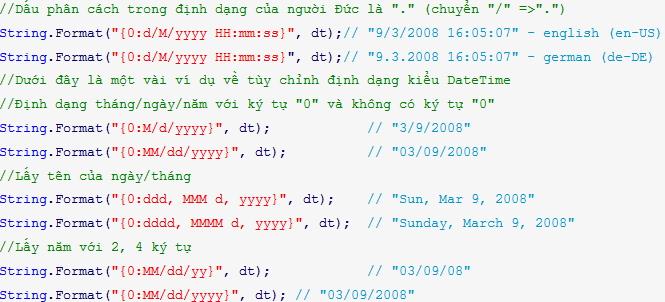 //Dấu phân cách trong định dạng của người Đức là "." (chuyển "/" =>".")
String.Format("{0:d/M/yyyy HH:mm:ss}", dt);// "9/3/2008 16:05:07" - english (en-US)
String.Format("{0:d/M/yyyy HH:mm:ss}", dt);// "9.3.2008 16:05:07" - german (de-DE)
//Dưới đây là một vài ví dụ về tùy chỉnh định dạng kiểu DateTime
//Định dạng tháng/ngày/năm với ký tự "0" và không có ký tự "0"
String.Format("{0:M/d/yyyy}", dt);            // "3/9/2008"
String.Format("{0:MM/dd/yyyy}", dt);          // "03/09/2008"
//Lấy tên của ngày/tháng
String.Format("{0:ddd, MMM d, yyyy}", dt);    // "Sun, Mar 9, 2008"
String.Format("{0:dddd, MMMM d, yyyy}", dt);  // "Sunday, March 9, 2008"
//Lấy năm với 2, 4 ký tự
String.Format("{0:MM/dd/yy}", dt);            // "03/09/08"
String.Format("{0:MM/dd/yyyy}", dt); // "03/09/2008"